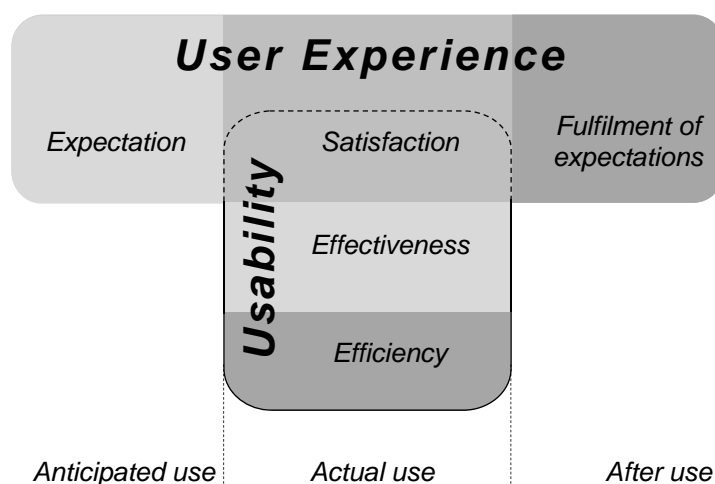 User Experience
Expectation
Satisfaction
Fulfilment of
expectations
Usability
Effectiveness
Efficiency
Anticipated use
Actual use
After use